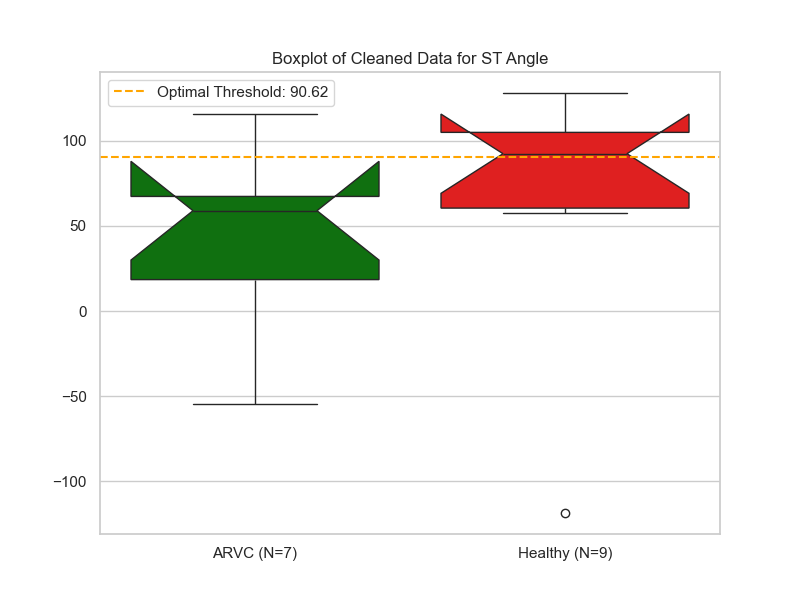 Boxplot of Cleaned Data for ST Angle
Optimal Threshold: 90.62
100
50
0
−50
−100
ARVC (N=7)
Healthy (N=9)